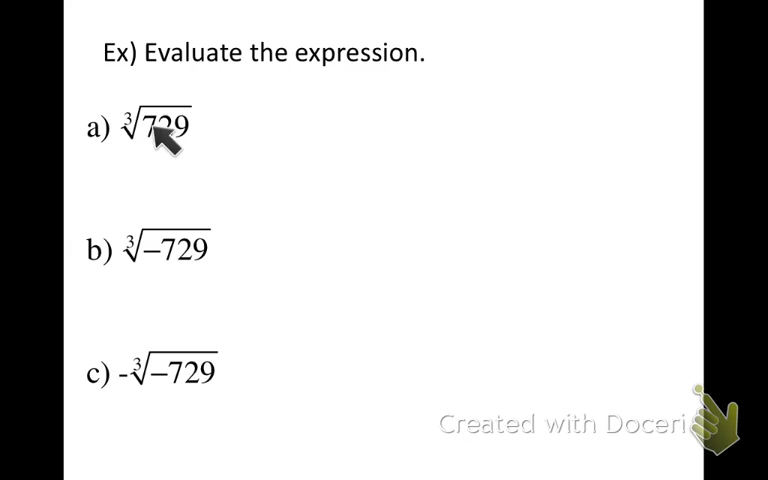 Ex) Evaluate the expression.
a) ∛729
b) ∛–729
c) -∛–729
Created with Doceri